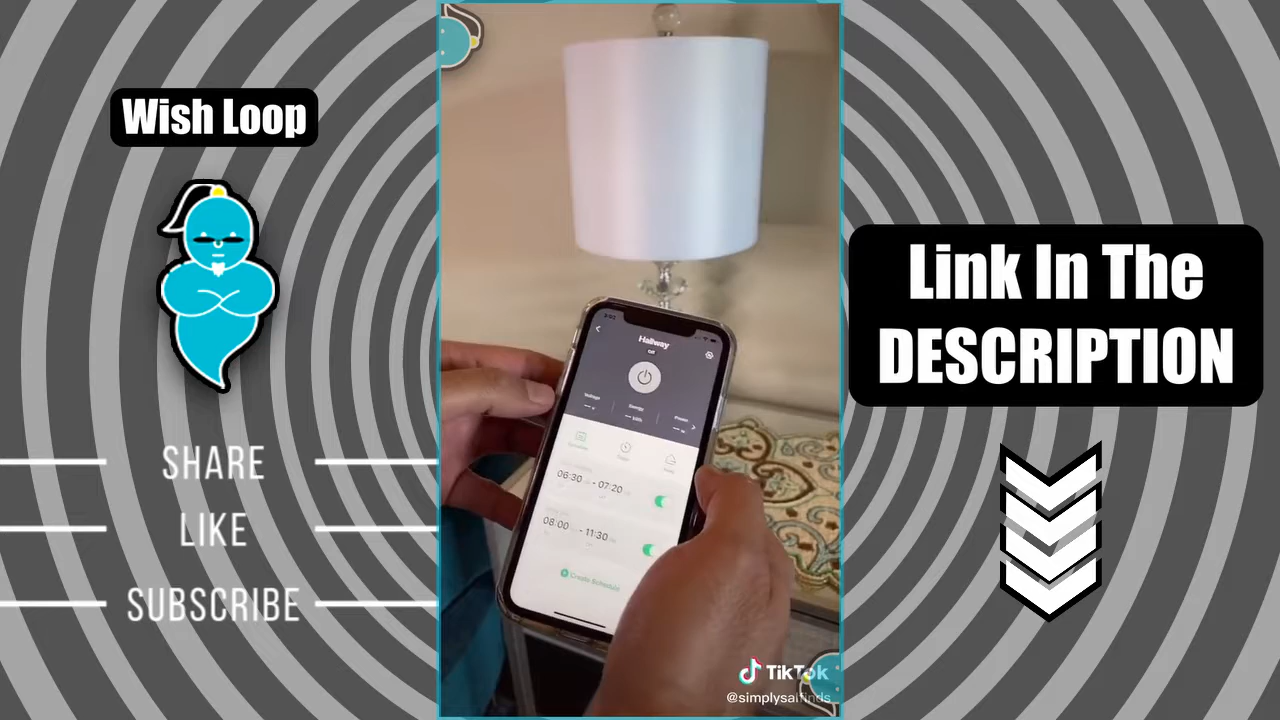 Wish Loop
SHARE
LIKE
SUBSCRIBE
Hallway
Off
06:30 - 07:20
08:00 - 11:30
Create Schedule
TikTok
Link In The
DESCRIPTION